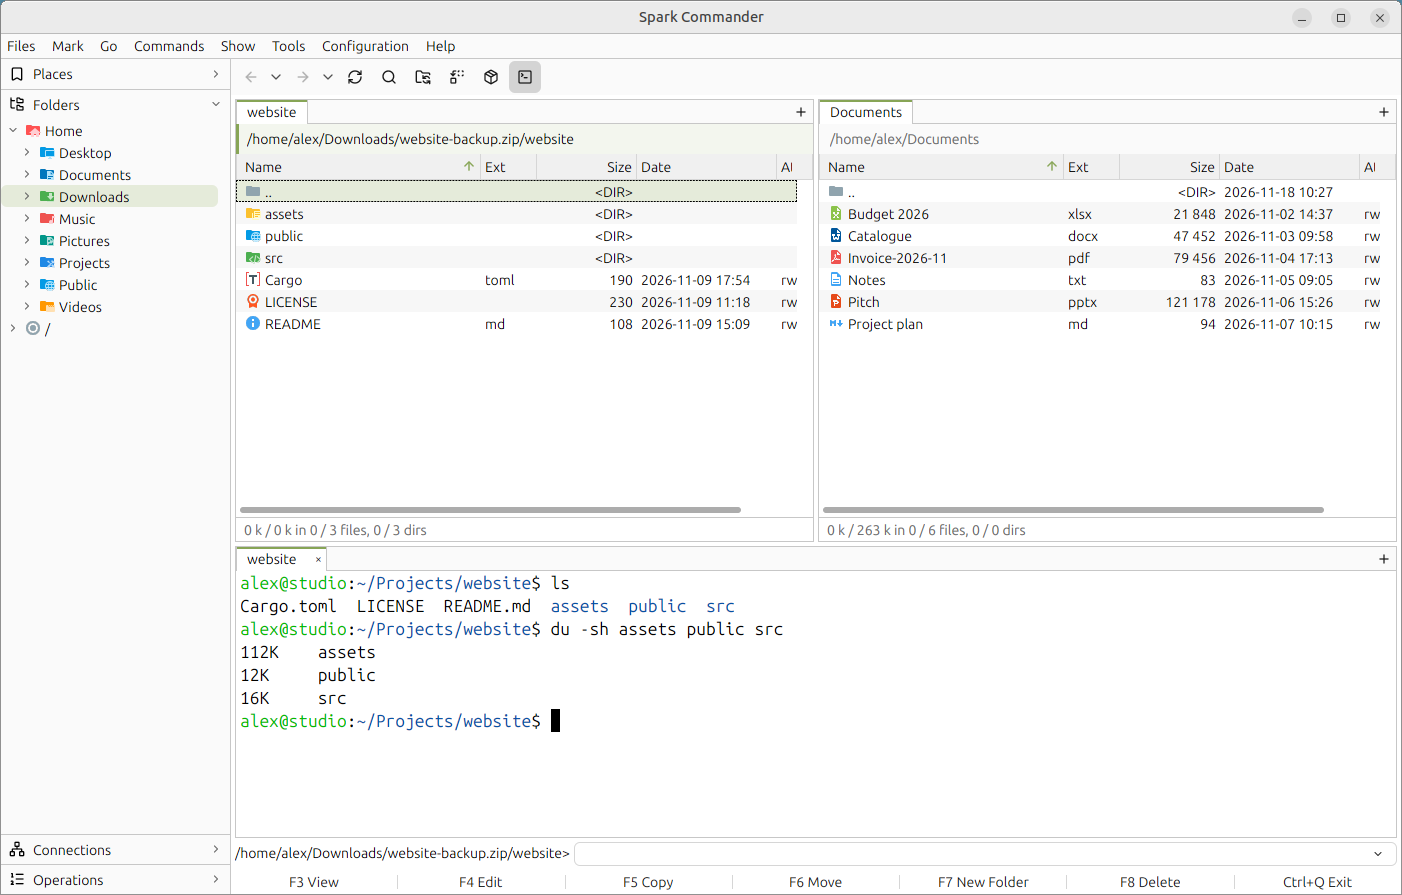 Spark Commander
Files Mark Go Commands Show Tools Configuration Help
Places
Folders
Home
Desktop
Documents
Downloads
Music
Pictures
Projects
Public
Videos
/
Connections
Operations
website
/home/alex/Downloads/website-backup.zip/website
Name Ext Size Date At
.. <DIR>
assets <DIR>
public <DIR>
src <DIR>
Cargo toml 190 2026-11-09 17:54 rw
LICENSE 230 2026-11-09 11:18 rw
README md 108 2026-11-09 15:09 rw
0 k / 0 k in 0 / 3 files, 0 / 3 dirs
Documents
/home/alex/Documents
Name Ext Size Date At
.. <DIR> 2026-11-18 10:27
Budget 2026 xlsx 21 848 2026-11-02 14:37 rw
Catalogue docx 47 452 2026-11-03 09:58 rw
Invoice-2026-11 pdf 79 456 2026-11-04 17:13 rw
Notes txt 83 2026-11-05 09:05 rw
Pitch pptx 121 178 2026-11-06 15:26 rw
Project plan md 94 2026-11-07 10:15 rw
0 k / 263 k in 0 / 6 files, 0 / 0 dirs
website ×
alex@studio:~/Projects/website$ ls
Cargo.toml LICENSE README.md assets public src
alex@studio:~/Projects/website$ du -sh assets public src
112K assets
12K public
16K src
alex@studio:~/Projects/website$
/home/alex/Downloads/website-backup.zip/website>
F3 View F4 Edit F5 Copy F6 Move F7 New Folder F8 Delete Ctrl+Q Exit